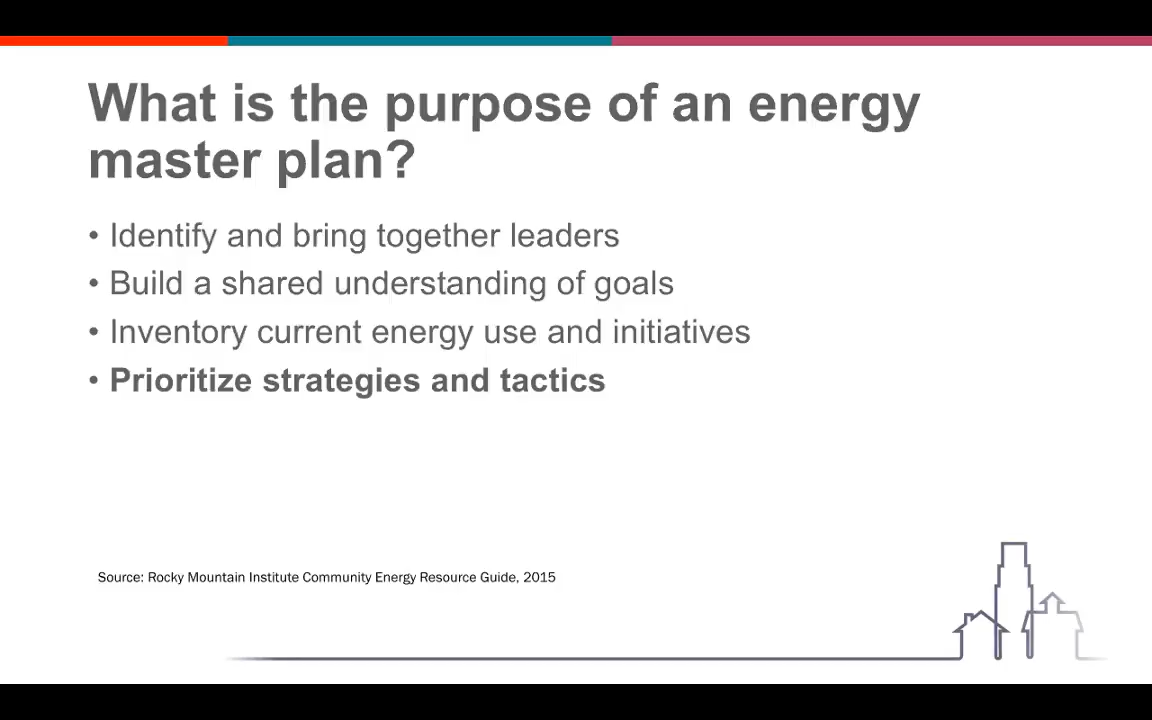 What is the purpose of an energy
master plan?
• Identify and bring together leaders
• Build a shared understanding of goals
• Inventory current energy use and initiatives
• Prioritize strategies and tactics
Source: Rocky Mountain Institute Community Energy Resource Guide, 2015